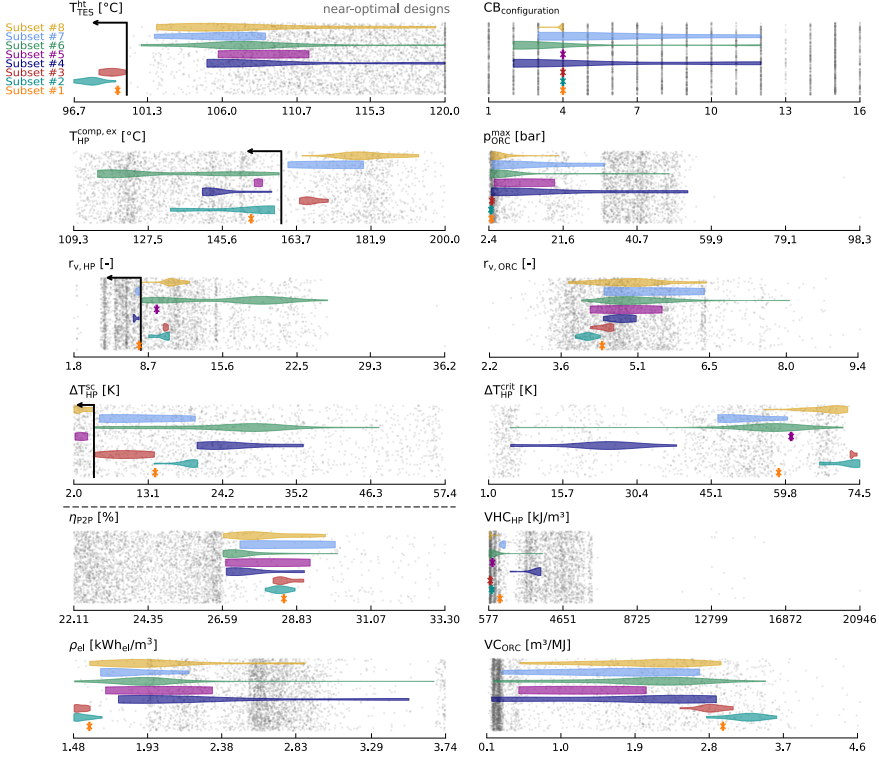 T_TES^ht [°C]
near-optimal designs
CB_configuration
Subset #8
Subset #7
Subset #6
Subset #5
Subset #4
Subset #3
Subset #2
Subset #1
96.7 101.3 106.0 110.7 115.3 120.0
1 4 7 10 13 16
T_HP^comp, ex [°C]
p_ORC^max [bar]
109.3 127.5 145.6 163.7 181.9 200.0
2.4 21.6 40.7 59.9 79.1 98.3
r_v, HP [-]
r_v, ORC [-]
1.8 8.7 15.6 22.5 29.3 36.2
2.2 3.6 5.1 6.5 8.0 9.4
ΔT_HP^sc [K]
ΔT_HP^crit [K]
2.0 13.1 24.2 35.2 46.3 57.4
1.0 15.7 30.4 45.1 59.8 74.5
η_P2P [%]
VHC_HP [kJ/m³]
22.11 24.35 26.59 28.83 31.07 33.30
577 4651 8725 12799 16872 20946
ρ_el [kWh_el/m³]
VC_ORC [m³/MJ]
1.48 1.93 2.38 2.83 3.29 3.74
0.1 1.0 1.9 2.8 3.7 4.6